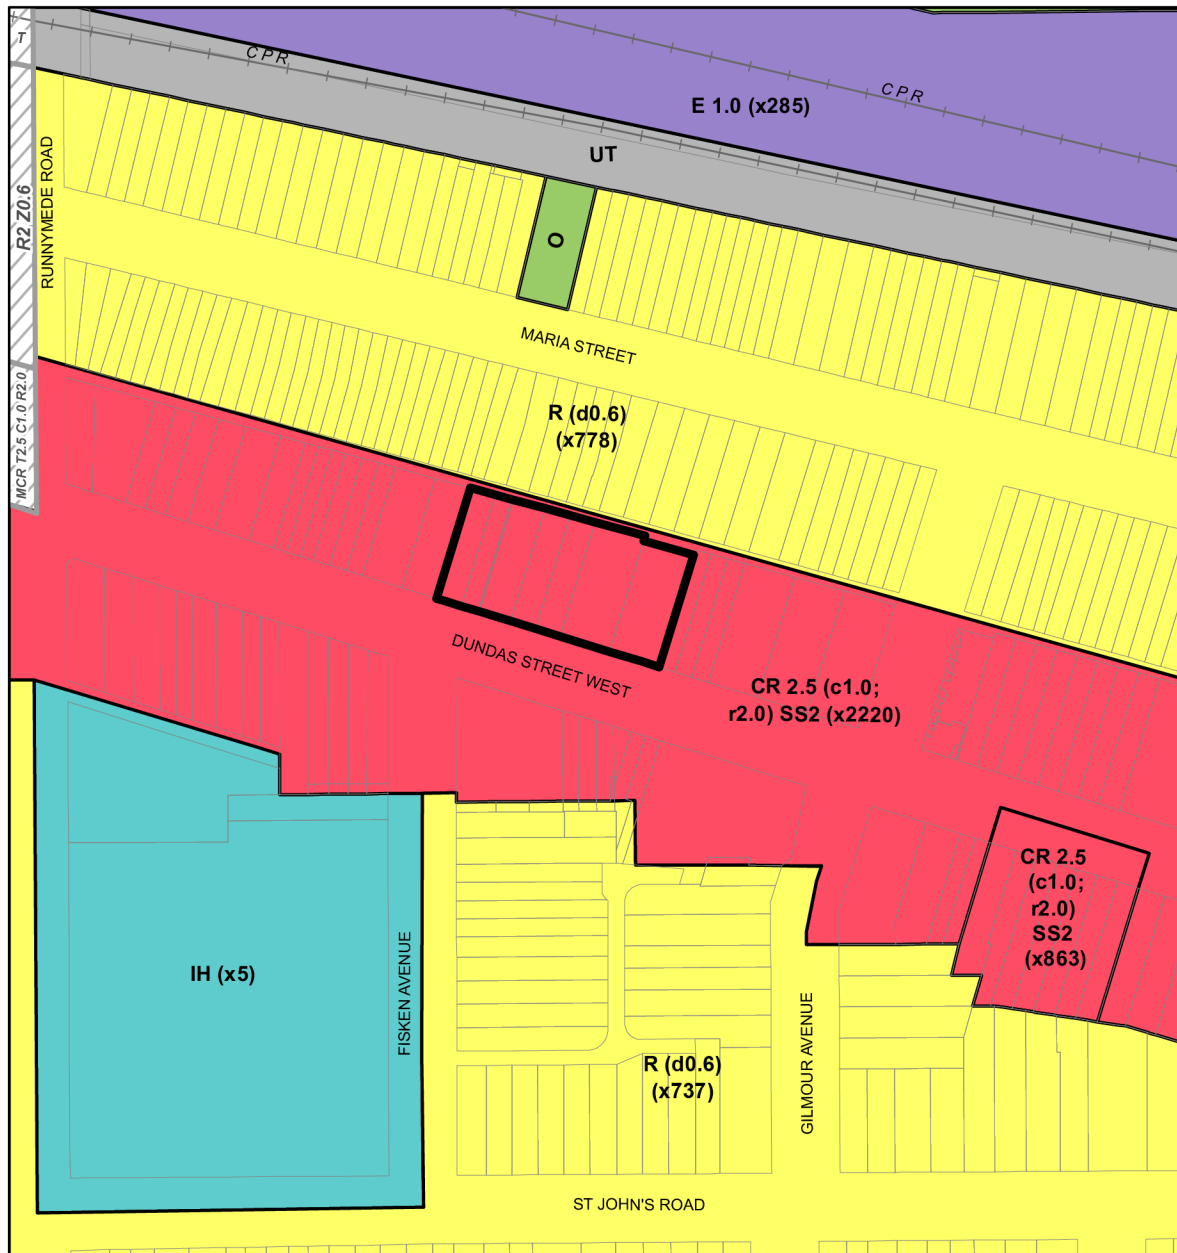 T
CPR
CPR
E 1.0 (x285)
UT
R2 Z0.6
RUNNYMEDE ROAD
O
MARIA STREET
MCR T2.5 C1.0 R2.0
R (d0.6)
(x778)
DUNDAS STREET WEST
CR 2.5 (c1.0;
r2.0) SS2 (x2220)
CR 2.5
(c1.0;
r2.0)
SS2
(x863)
IH (x5)
FISKEN AVENUE
GILMOUR AVENUE
R (d0.6)
(x737)
ST JOHN'S ROAD